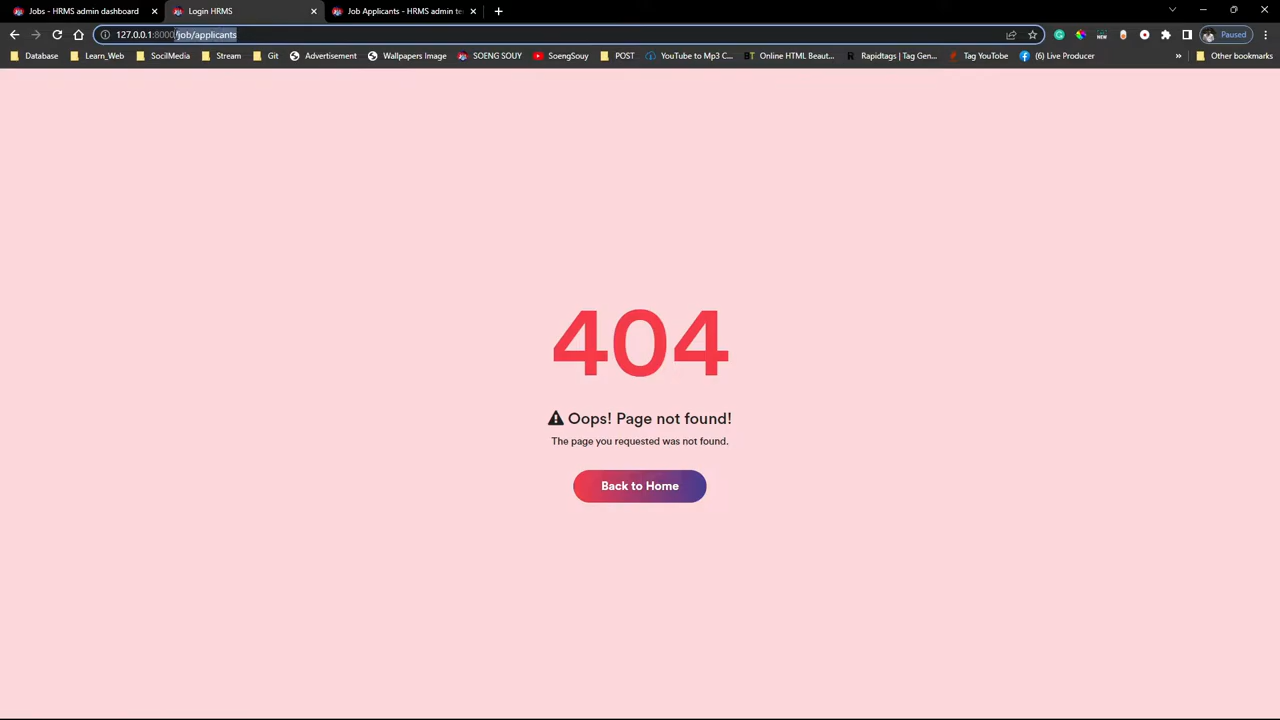 Jobs - HRMS admin dashboard
Login HRMS
Job Applicants - HRMS admin te
127.0.0.1:8000/job/applicants
Paused
Database
Learn_Web
SocilMedia
Stream
Git
Advertisement
Wallpapers Image
SOENG SOUY
SoengSouy
POST
YouTube to Mp3 C...
Online HTML Beaut...
Rapidtags | Tag Gen...
Tag YouTube
(6) Live Producer
»
Other bookmarks
404
Oops! Page not found!
The page you requested was not found.
Back to Home